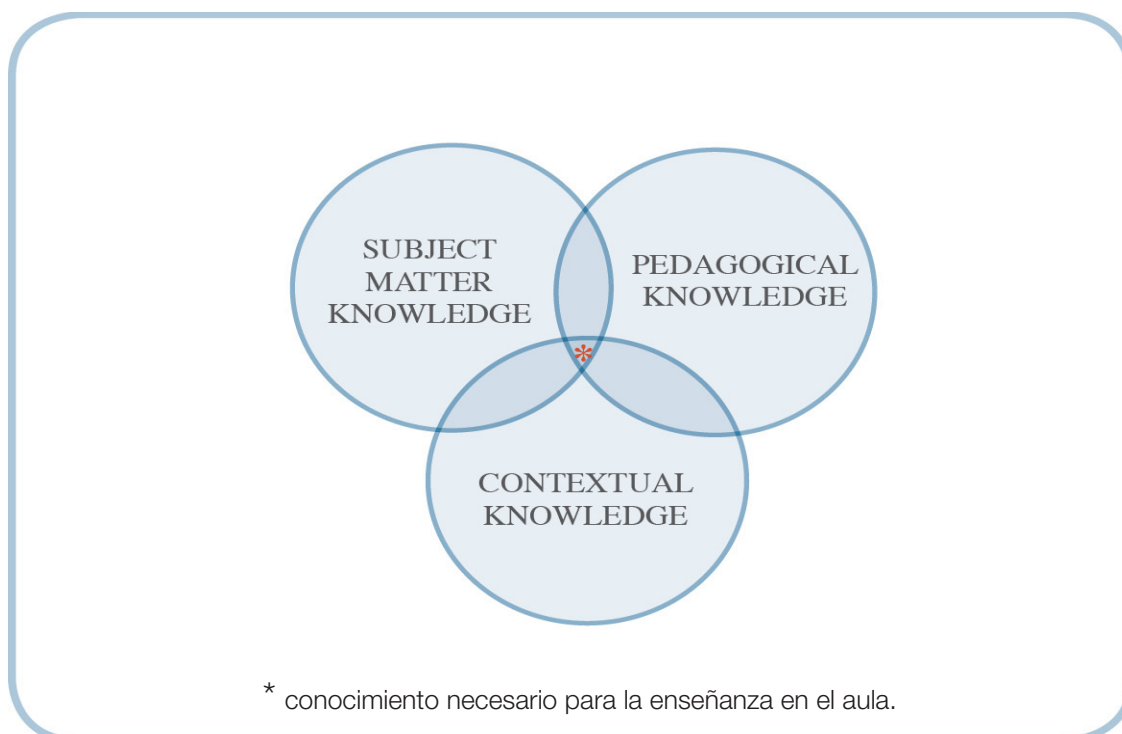 SUBJECT
MATTER
KNOWLEDGE
PEDAGOGICAL
KNOWLEDGE
*
CONTEXTUAL
KNOWLEDGE
* conocimiento necesario para la enseñanza en el aula.